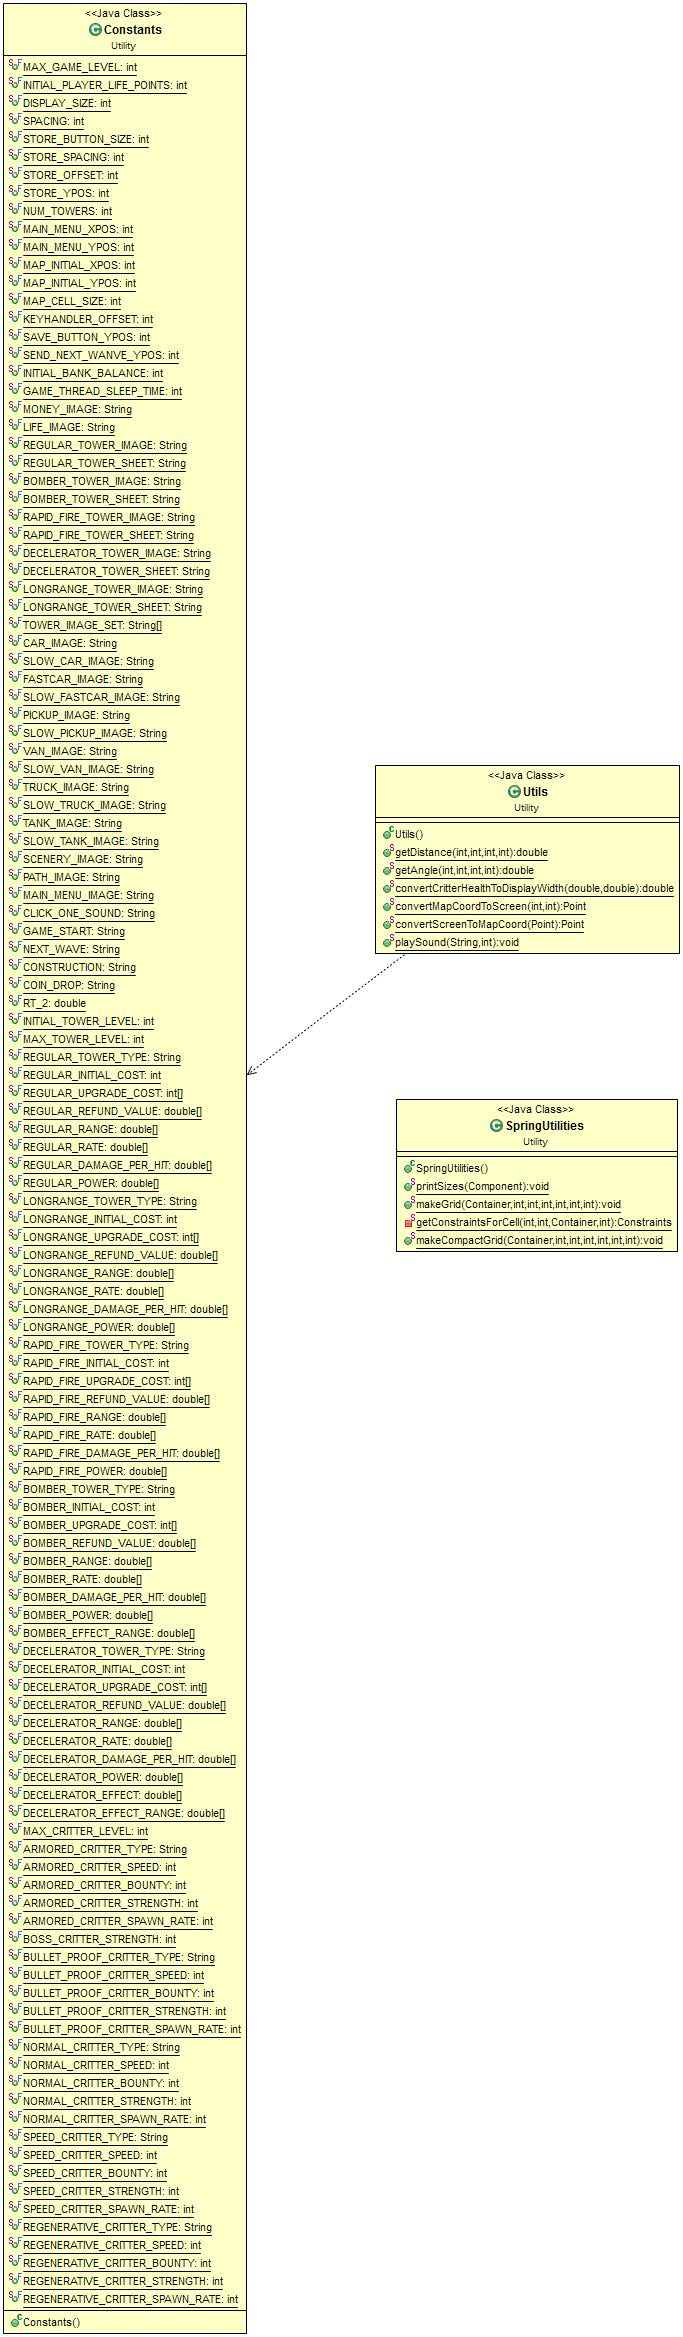 <<Java Class>>
Constants
Utility
MAX_GAME_LEVEL: int
INITIAL_PLAYER_LIFE_POINTS: int
DISPLAY_SIZE: int
SPACING: int
STORE_BUTTON_SIZE: int
STORE_SPACING: int
STORE_OFFSET: int
STORE_YPOS: int
NUM_TOWERS: int
MAIN_MENU_XPOS: int
MAIN_MENU_YPOS: int
MAP_INITIAL_XPOS: int
MAP_INITIAL_YPOS: int
MAP_CELL_SIZE: int
KEYHANDLER_OFFSET: int
SAVE_BUTTON_YPOS: int
SEND_NEXT_WANVE_YPOS: int
INITIAL_BANK_BALANCE: int
GAME_THREAD_SLEEP_TIME: int
MONEY_IMAGE: String
LIFE_IMAGE: String
REGULAR_TOWER_IMAGE: String
REGULAR_TOWER_SHEET: String
BOMBER_TOWER_IMAGE: String
BOMBER_TOWER_SHEET: String
RAPID_FIRE_TOWER_IMAGE: String
RAPID_FIRE_TOWER_SHEET: String
DECELERATOR_TOWER_IMAGE: String
DECELERATOR_TOWER_SHEET: String
LONGRANGE_TOWER_IMAGE: String
LONGRANGE_TOWER_SHEET: String
TOWER_IMAGE_SET: String[]
CAR_IMAGE: String
SLOW_CAR_IMAGE: String
FASTCAR_IMAGE: String
SLOW_FASTCAR_IMAGE: String
PICKUP_IMAGE: String
SLOW_PICKUP_IMAGE: String
VAN_IMAGE: String
SLOW_VAN_IMAGE: String
TRUCK_IMAGE: String
SLOW_TRUCK_IMAGE: String
TANK_IMAGE: String
SLOW_TANK_IMAGE: String
SCENERY_IMAGE: String
PATH_IMAGE: String
MAIN_MENU_IMAGE: String
CLICK_ONE_SOUND: String
GAME_START: String
NEXT_WAVE: String
CONSTRUCTION: String
COIN_DROP: String
RT_2: double
INITIAL_TOWER_LEVEL: int
MAX_TOWER_LEVEL: int
REGULAR_TOWER_TYPE: String
REGULAR_INITIAL_COST: int
REGULAR_UPGRADE_COST: int[]
REGULAR_REFUND_VALUE: double[]
REGULAR_RANGE: double[]
REGULAR_RATE: double[]
REGULAR_DAMAGE_PER_HIT: double[]
REGULAR_POWER: double[]
LONGRANGE_TOWER_TYPE: String
LONGRANGE_INITIAL_COST: int
LONGRANGE_UPGRADE_COST: int[]
LONGRANGE_REFUND_VALUE: double[]
LONGRANGE_RANGE: double[]
LONGRANGE_RATE: double[]
LONGRANGE_DAMAGE_PER_HIT: double[]
LONGRANGE_POWER: double[]
RAPID_FIRE_TOWER_TYPE: String
RAPID_FIRE_INITIAL_COST: int
RAPID_FIRE_UPGRADE_COST: int[]
RAPID_FIRE_REFUND_VALUE: double[]
RAPID_FIRE_RANGE: double[]
RAPID_FIRE_RATE: double[]
RAPID_FIRE_DAMAGE_PER_HIT: double[]
RAPID_FIRE_POWER: double[]
BOMBER_TOWER_TYPE: String
BOMBER_INITIAL_COST: int
BOMBER_UPGRADE_COST: int[]
BOMBER_REFUND_VALUE: double[]
BOMBER_RANGE: double[]
BOMBER_RATE: double[]
BOMBER_DAMAGE_PER_HIT: double[]
BOMBER_POWER: double[]
BOMBER_EFFECT_RANGE: double[]
DECELERATOR_TOWER_TYPE: String
DECELERATOR_INITIAL_COST: int
DECELERATOR_UPGRADE_COST: int[]
DECELERATOR_REFUND_VALUE: double[]
DECELERATOR_RANGE: double[]
DECELERATOR_RATE: double[]
DECELERATOR_DAMAGE_PER_HIT: double[]
DECELERATOR_POWER: double[]
DECELERATOR_EFFECT: double[]
DECELERATOR_EFFECT_RANGE: double[]
MAX_CRITTER_LEVEL: int
ARMORED_CRITTER_TYPE: String
ARMORED_CRITTER_SPEED: int
ARMORED_CRITTER_BOUNTY: int
ARMORED_CRITTER_STRENGTH: int
ARMORED_CRITTER_SPAWN_RATE: int
BOSS_CRITTER_STRENGTH: int
BULLET_PROOF_CRITTER_TYPE: String
BULLET_PROOF_CRITTER_SPEED: int
BULLET_PROOF_CRITTER_BOUNTY: int
BULLET_PROOF_CRITTER_STRENGTH: int
BULLET_PROOF_CRITTER_SPAWN_RATE: int
NORMAL_CRITTER_TYPE: String
NORMAL_CRITTER_SPEED: int
NORMAL_CRITTER_BOUNTY: int
NORMAL_CRITTER_STRENGTH: int
NORMAL_CRITTER_SPAWN_RATE: int
SPEED_CRITTER_TYPE: String
SPEED_CRITTER_SPEED: int
SPEED_CRITTER_BOUNTY: int
SPEED_CRITTER_STRENGTH: int
SPEED_CRITTER_SPAWN_RATE: int
REGENERATIVE_CRITTER_TYPE: String
REGENERATIVE_CRITTER_SPEED: int
REGENERATIVE_CRITTER_BOUNTY: int
REGENERATIVE_CRITTER_STRENGTH: int
REGENERATIVE_CRITTER_SPAWN_RATE: int
Constants()
<<Java Class>>
Utils
Utility
Utils()
getDistance(int,int,int,int):double
getAngle(int,int,int,int):double
convertCritterHealthToDisplayWidth(double,double):double
convertMapCoordToScreen(int,int):Point
convertScreenToMapCoord(Point):Point
playSound(String,int):void
<<Java Class>>
SpringUtilities
Utility
SpringUtilities()
printSizes(Component):void
makeGrid(Container,int,int,int,int,int,int):void
getConstraintsForCell(int,int,Container,int):Constraints
makeCompactGrid(Container,int,int,int,int,int,int):void